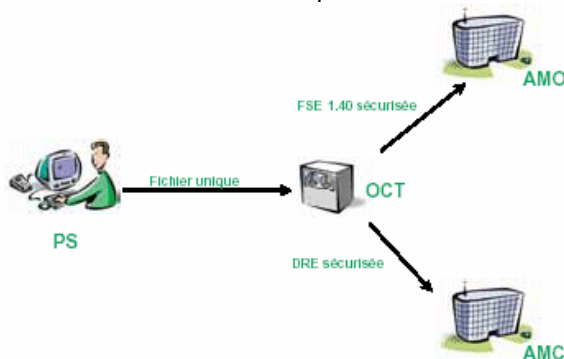 AMO
FSE 1.40 sécurisée
Fichier unique
OCT
PS
DRE sécurisée
AMC